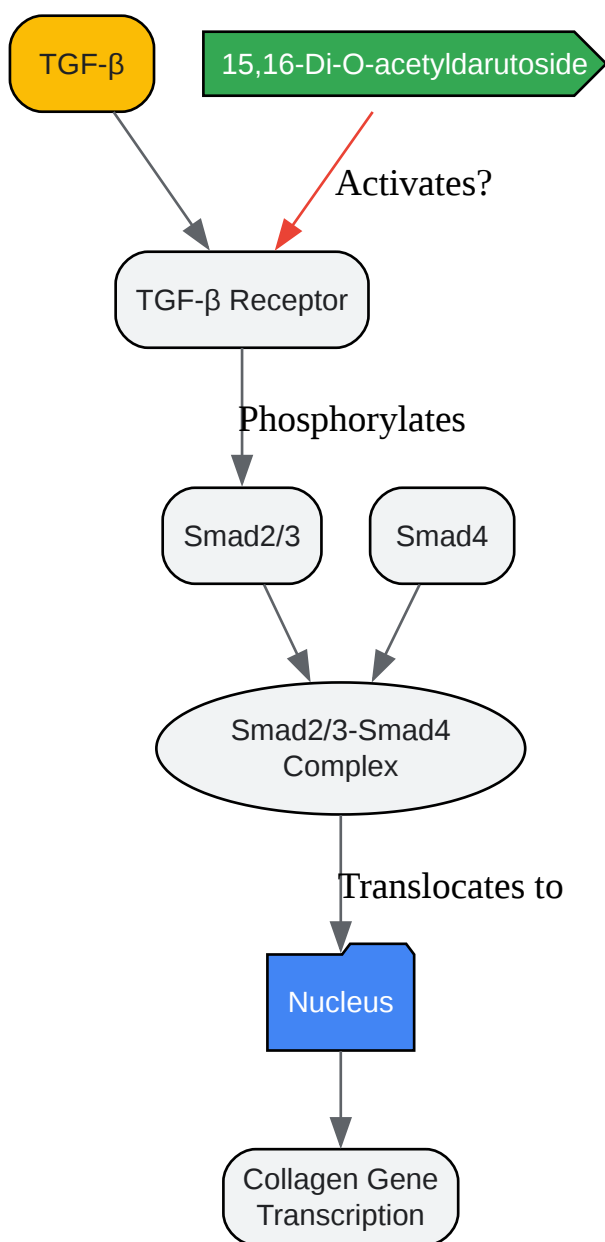 TGF-β
15,16-Di-O-acetyldarutoside
Activates?
TGF-β Receptor
Phosphorylates
Smad2/3
Smad4
Smad2/3-Smad4
Complex
Translocates to
Nucleus
Collagen Gene
Transcription